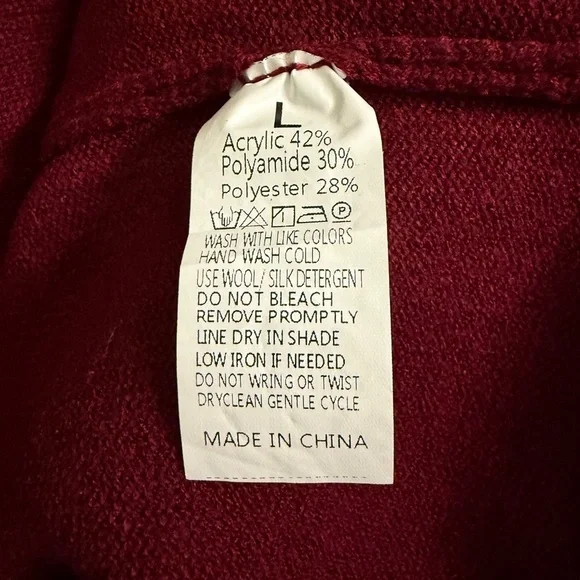 L
Acrylic 42%
Polyamide 30%
Polyester 28%
WASH WITH LIKE COLORS
HAND WASH COLD
USE WOOL/ SILK DETERGENT
DO NOT BLEACH
REMOVE PROMPTLY
LINE DRY IN SHADE
LOW IRON IF NEEDED
DO NOT WRING OR TWIST
DRYCLEAN GENTLE CYCLE
MADE IN CHINA